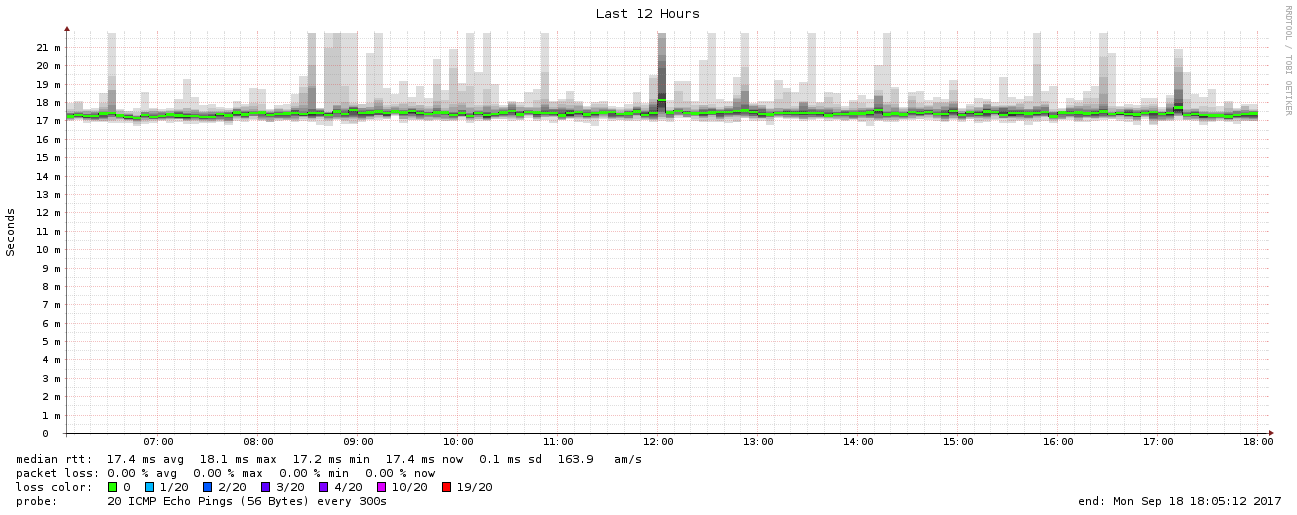 Last 12 Hours
RRDTOOL / TOBI OETIKER
Seconds
21 m
20 m
19 m
18 m
17 m
16 m
15 m
14 m
13 m
12 m
11 m
10 m
9 m
8 m
7 m
6 m
5 m
4 m
3 m
2 m
1 m
0
07:00 08:00 09:00 10:00 11:00 12:00 13:00 14:00 15:00 16:00 17:00 18:00
median rtt: 17.4 ms avg 18.1 ms max 17.2 ms min 17.4 ms now 0.1 ms sd 163.9 am/s
packet loss: 0.00 % avg 0.00 % max 0.00 % min 0.00 % now
loss color: 0 1/20 2/20 3/20 4/20 10/20 19/20
probe: 20 ICMP Echo Pings (56 Bytes) every 300s end: Mon Sep 18 18:05:12 2017